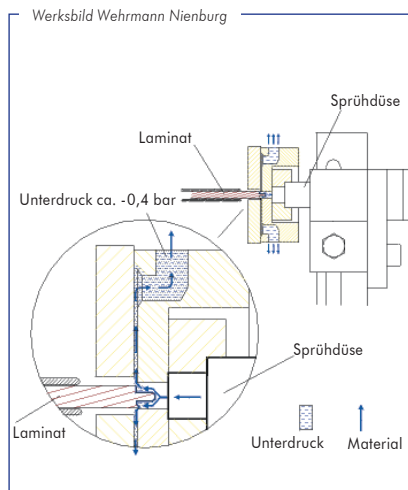 Werksbild Wehrmann Nienburg
Sprühdüse
Laminat
Unterdruck ca. -0,4 bar
Sprühdüse
Laminat
Unterdruck
Material